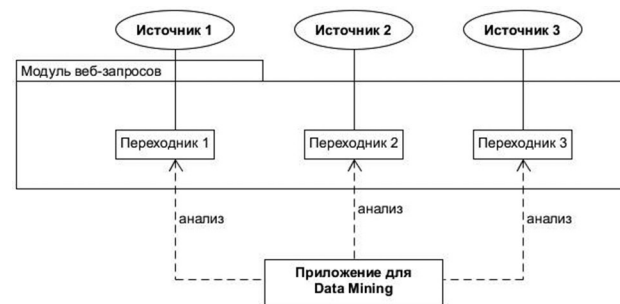 Источник 1
Источник 2
Источник 3
Модуль веб-запросов
Переходник 1
Переходник 2
Переходник 3
анализ
анализ
анализ
Приложение для
Data Mining